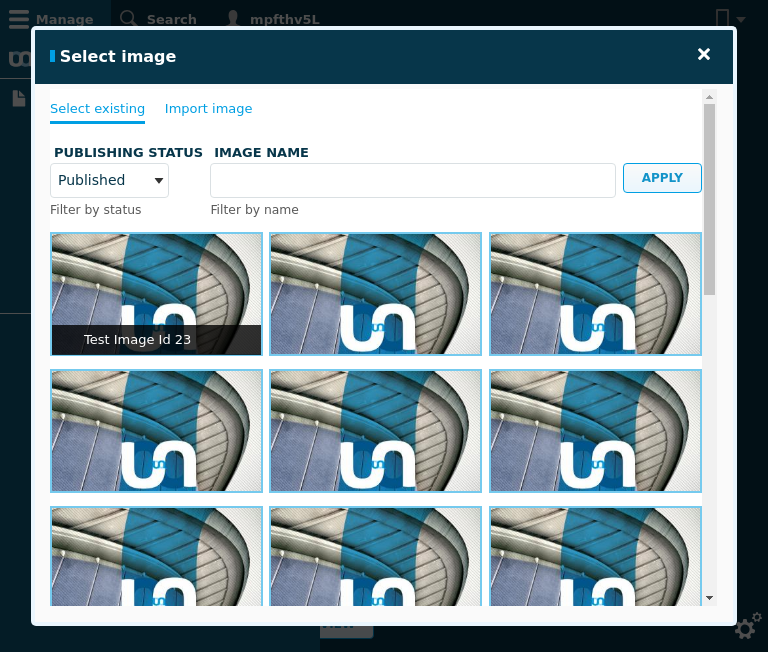 Manage
Search
mpfthv5L
Select image
Select existing
Import image
PUBLISHING STATUS
IMAGE NAME
Published
APPLY
Filter by status
Filter by name
Test Image Id 23